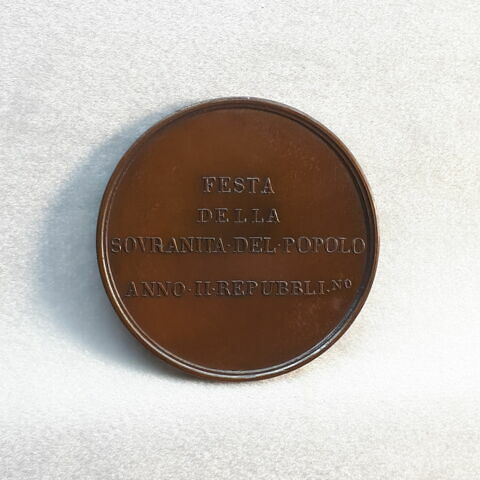 FESTA
DELLA
SOVRANITA·DEL·POPOLO
ANNO·II·REPUBBLI.NO